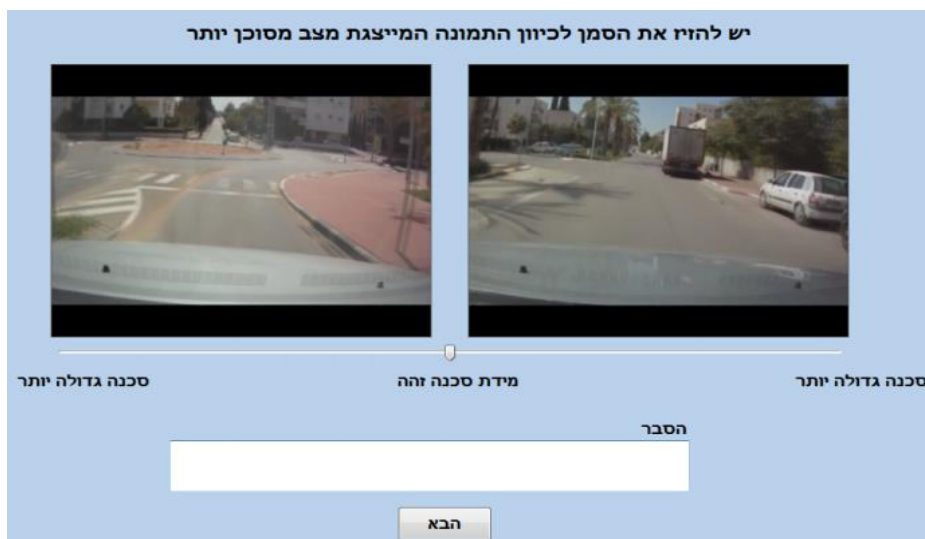 יש להזיז את הסמן לכיוון התמונה המייצגת מצב מסוכן יותר
סכנה גדולה יותר
מידת סכנה זהה
סכנה גדולה יותר
הסבר
הבא